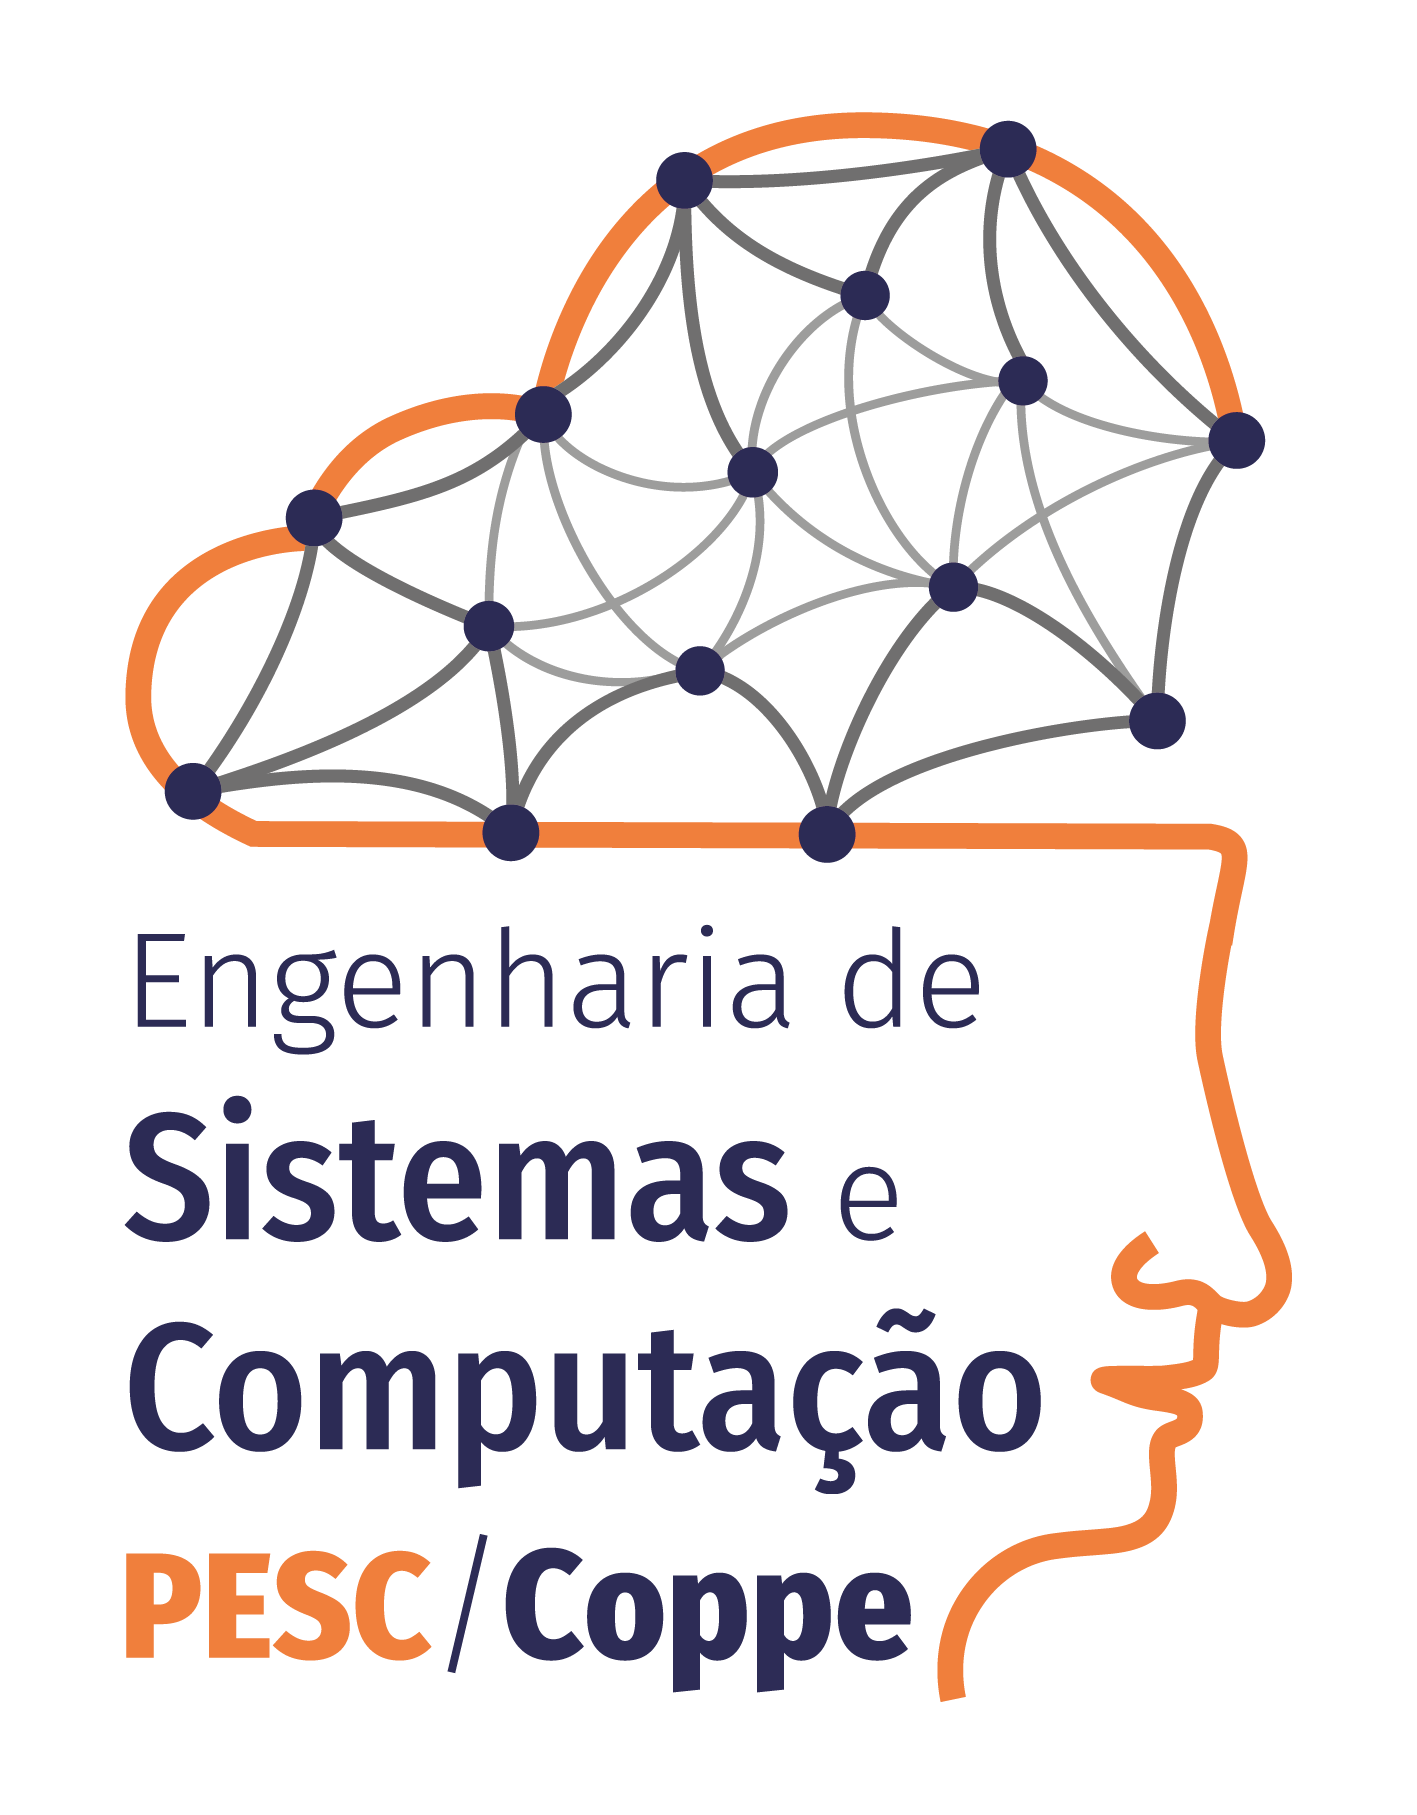 Engenharia de
Sistemas e
Computação
PESC/Coppe